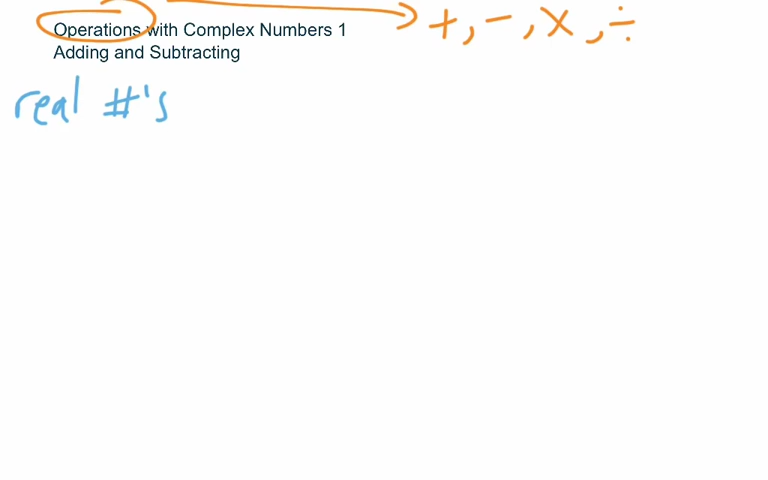 Operations with Complex Numbers 1 +, -, x, ÷
Adding and Subtracting
real #'s